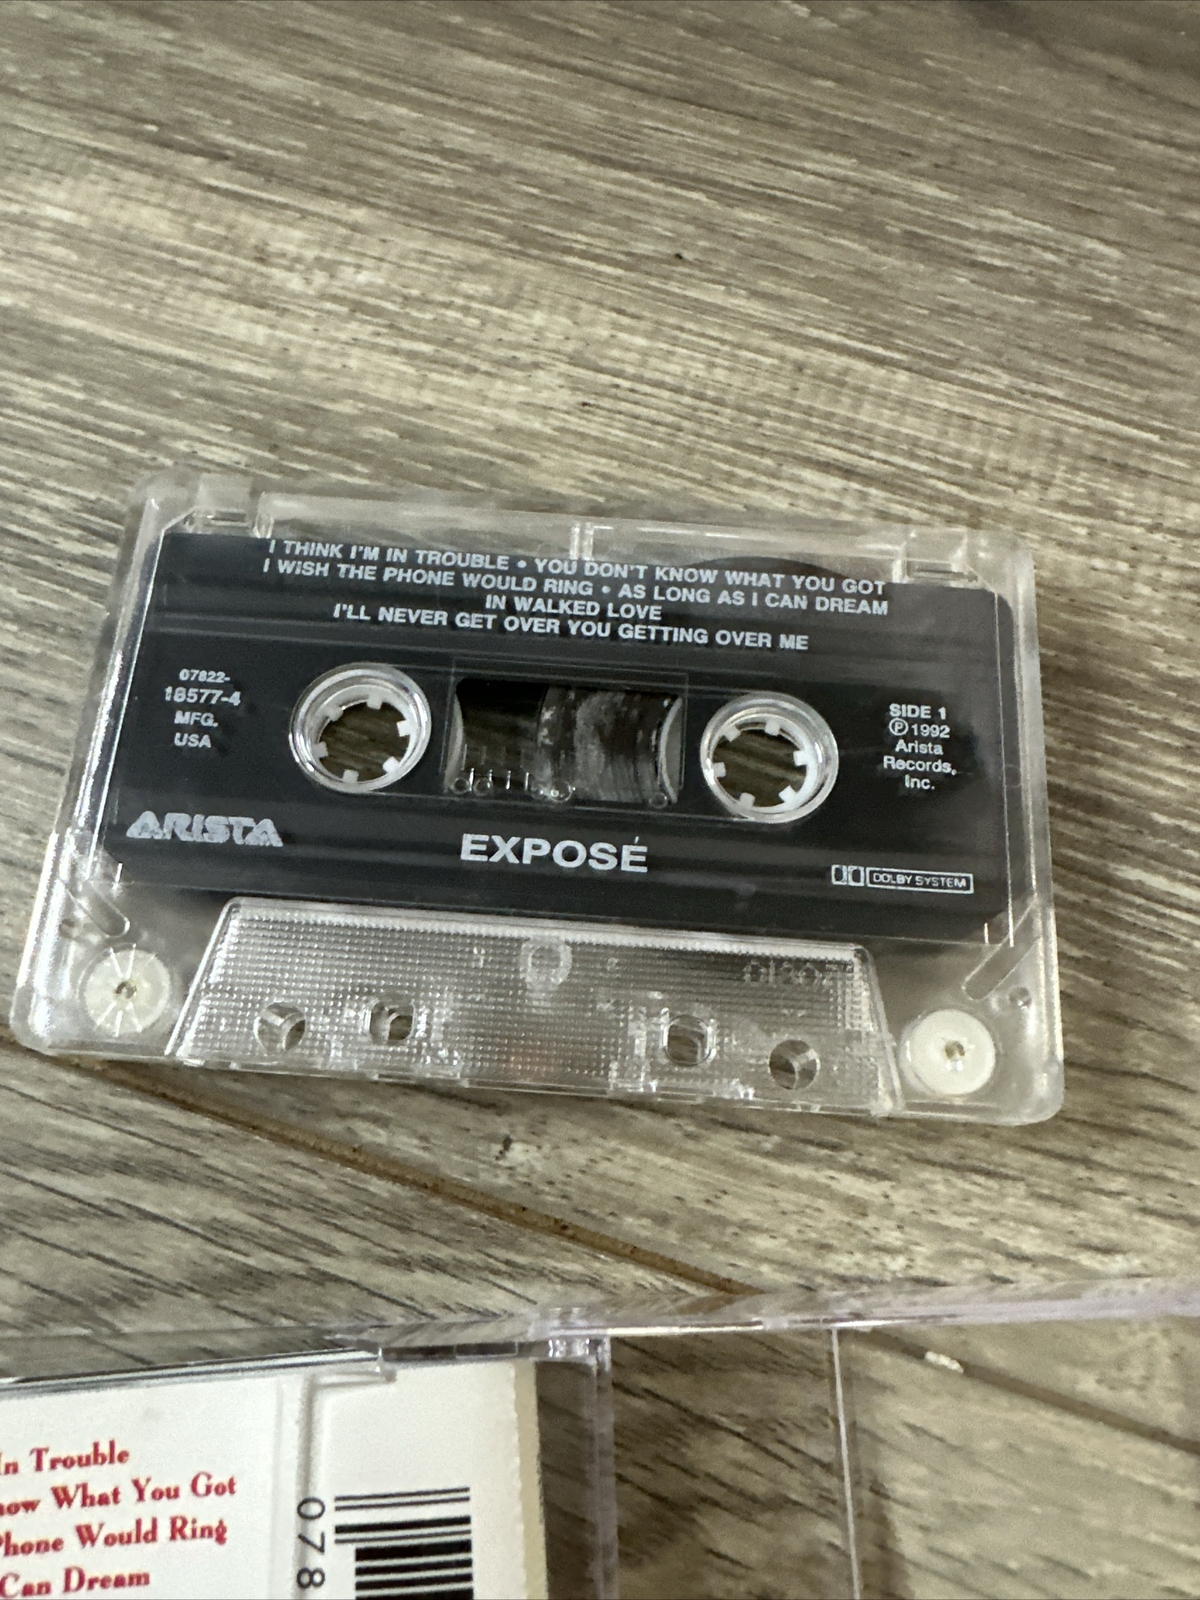 I THINK I'M IN TROUBLE • YOU DON'T KNOW WHAT YOU GOT
I WISH THE PHONE WOULD RING • AS LONG AS I CAN DREAM
IN WALKED LOVE
I'LL NEVER GET OVER YOU GETTING OVER ME
07822-
18577-4
MFG.
USA
SIDE 1
℗ 1992
Arista
Records,
Inc.
ARISTA
EXPOSÉ
DOLBY SYSTEM
In Trouble
What You Got
Phone Would Ring
Can Dream
078